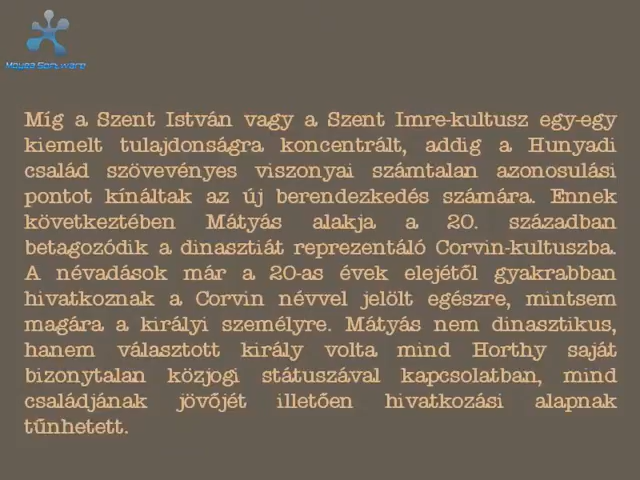 Moves Software
Míg a Szent István vagy a Szent Imre-kultusz egy-egy
kiemelt tulajdonságra koncentrált, addig a Hunyadi
család szövevényes viszonyai számtalan azonosulási
pontot kínáltak az új berendezkedés számára. Ennek
következtében Mátyás alakja a 20. században
betagozódik a dinasztiát reprezentáló Corvin-kultuszba.
A névadások már a 20-as évek elejétől gyakrabban
hivatkoznak a Corvin névvel jelölt egészre, mintsem
magára a királyi személyre. Mátyás nem dinasztikus,
hanem választott király volta mind Horthy saját
bizonytalan közjogi státuszával kapcsolatban, mind
családjának jövőjét illetően hivatkozási alapnak
tűnhetett.